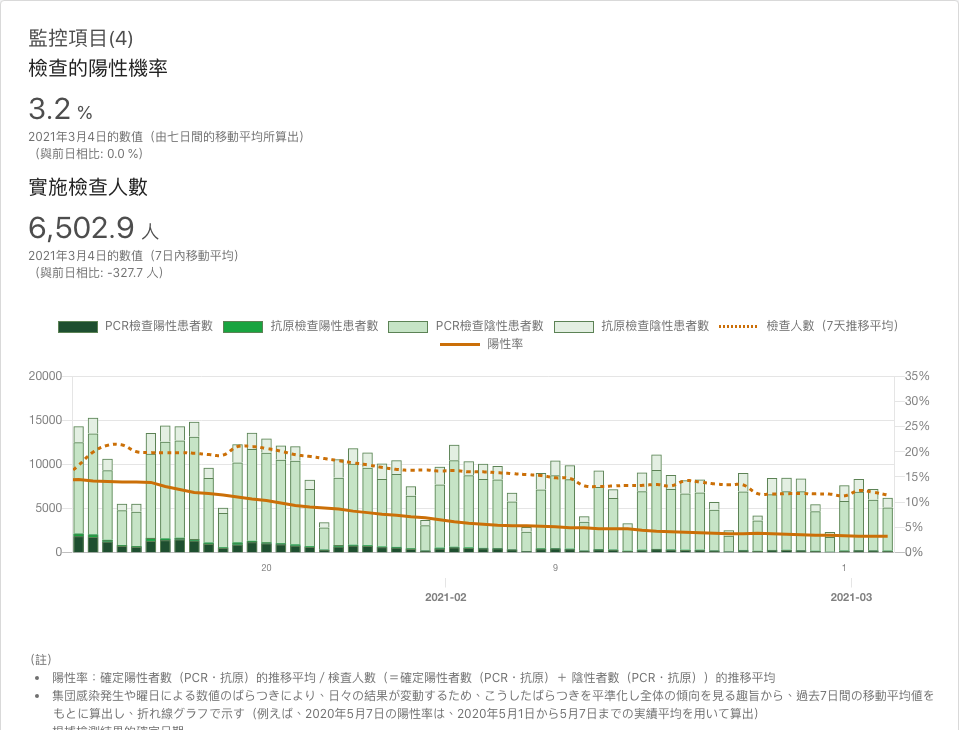 監控項目(4)
檢查的陽性機率
3.2 %
2021年3月4日的數值（由七日間的移動平均所算出）
（與前日相比: 0.0 %）
實施檢查人數
6,502.9 人
2021年3月4日的數值（7日內移動平均）
（與前日相比: -327.7 人）
PCR檢查陽性患者數 抗原檢查陽性患者數 PCR檢查陰性患者數 抗原檢查陰性患者數 檢查人數（7天推移平均）
陽性率
20000 35%
30%
15000 25%
20%
10000 15%
10%
5000 5%
0 0%
20 9 1
2021-02 2021-03
（註）
• 陽性率：確定陽性者數（PCR・抗原）的推移平均 / 檢查人數（＝確定陽性者數（PCR・抗原）＋ 陰性者數（PCR・抗原））的推移平均
• 集団感染発生や曜日による数値のばらつきにより、日々の結果が変動するため、こうしたばらつきを平準化し全体の傾向を見る趣旨から、過去7日間の移動平均値を
もとに算出し、折れ線グラフで示す（例えば、2020年5月7日の陽性率は、2020年5月1日から5月7日までの実績平均を用いて算出）